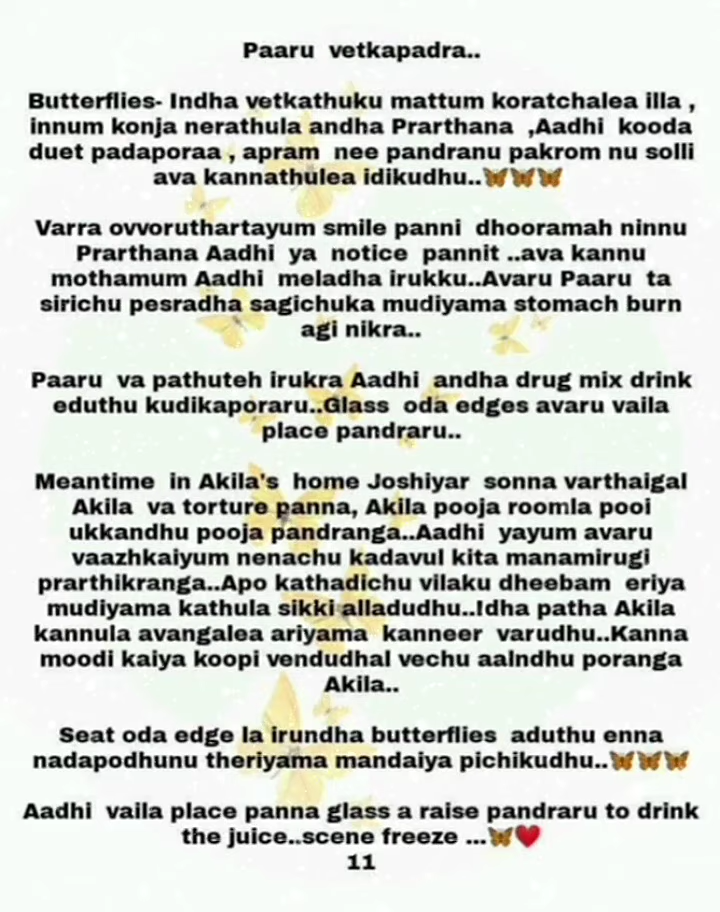 Paaru vetkapadra..
Butterflies- Indha vetkathuku mattum koratchalea illa ,
innum konja nerathula andha Prarthana ,Aadhi kooda
duet padaporaa , apram nee pandranu pakrom nu solli
ava kannathulea idikudhu..🦋🦋🦋
Varra ovvoruthartayum smile panni dhooramah ninnu
Prarthana Aadhi ya notice pannit ..ava kannu
mothamum Aadhi meladha irukku..Avaru Paaru ta
sirichu pesradha sagichuka mudiyama stomach burn
agi nikra..
Paaru va pathuteh irukra Aadhi andha drug mix drink
eduthu kudikaporaru..Glass oda edges avaru vaila
place pandraru..
Meantime in Akila's home Joshiyar sonna varthaigal
Akila va torture panna, Akila pooja roomla pooi
ukkandhu pooja pandranga..Aadhi yayum avaru
vaazhkaiyum nenachu kadavul kita manamirugi
prarthikranga..Apo kathadichu vilaku dheebam eriya
mudiyama kathula sikki alladudhu..Idha patha Akila
kannula avangalea ariyama kanneer varudhu..Kanna
moodi kaiya koopi vendudhal vechu aalndhu poranga
Akila..
Seat oda edge la irundha butterflies aduthu enna
nadapodhunu theriyama mandaiya pichikudhu..🦋🦋🦋
Aadhi vaila place panna glass a raise pandraru to drink
the juice..scene freeze ...🦋♥️
11